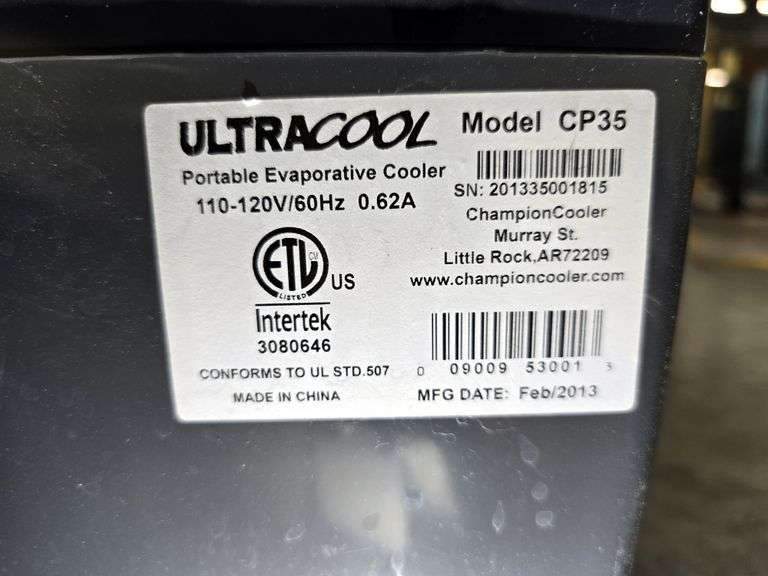 ULTRACOOL
Model CP35
Portable Evaporative Cooler
SN: 201335001815
110-120V/60Hz 0.62A
ChampionCooler
Murray St.
Little Rock,AR72209
www.championcooler.com
ETL CM
LISTED
US
Intertek
3080646
CONFORMS TO UL STD.507
MADE IN CHINA
0 09009 53001 3
MFG DATE: Feb/2013